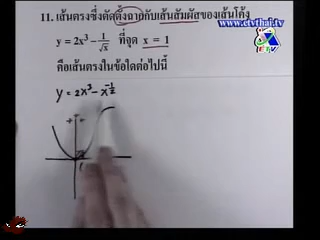 11. เส้นตรงซึ่งตัดตั้งฉากกับเส้นสัมผัสของเส้นโค้ง
y = 2x³ − 1/√x ที่จุด x = 1
คือเส้นตรงในข้อใดต่อไปนี้
y = 2x³ − x^(-1/2)
www.etvthai.tv
ETV